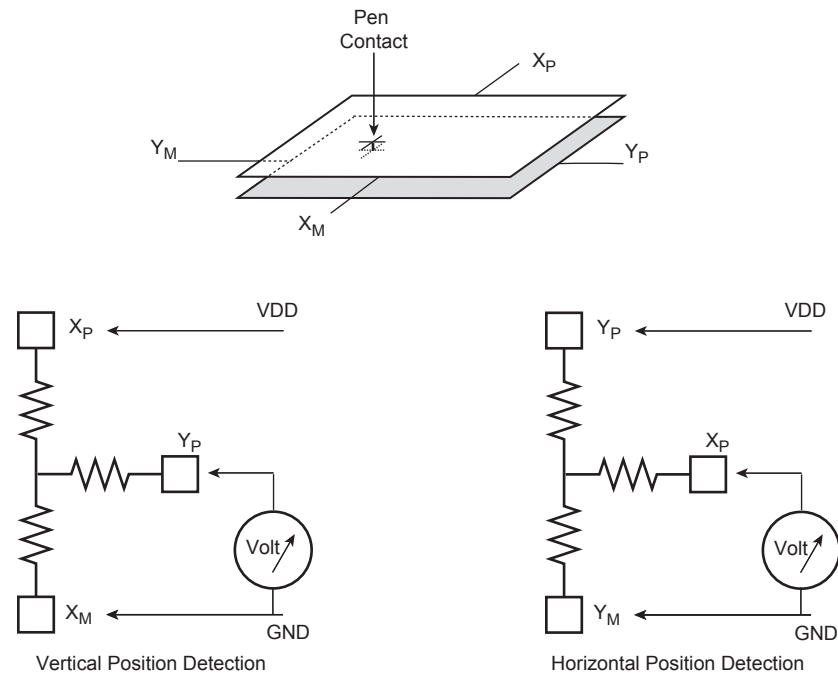 Pen
Contact
X_P
Y_M
Y_P
X_M
X_P
VDD
Y_P
Volt
X_M
GND
Vertical Position Detection
Y_P
VDD
X_P
Volt
Y_M
GND
Horizontal Position Detection